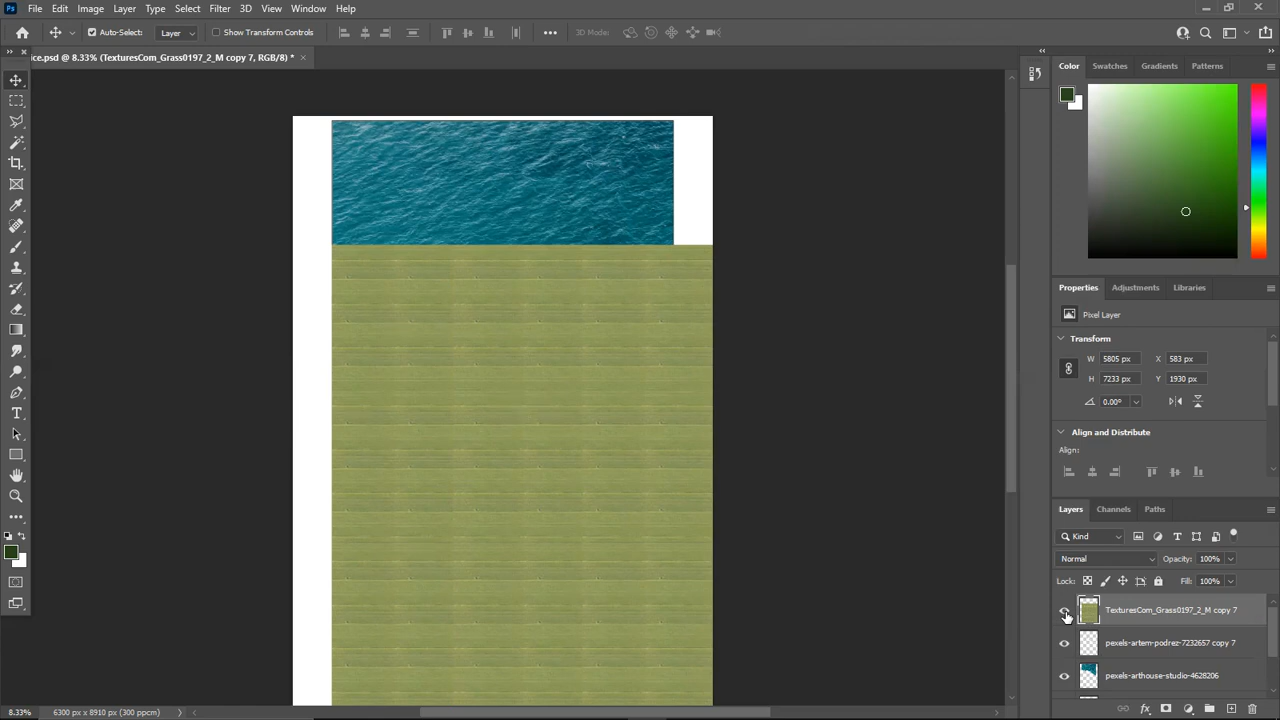 Ps File Edit Image Layer Type Select Filter 3D View Window Help
Auto-Select: Layer Show Transform Controls 3D Mode:
ice.psd @ 8.33% (TexturesCom_Grass0197_2_M copy 7, RGB/8) *
Color Swatches Gradients Patterns
Properties Adjustments Libraries
Pixel Layer
Transform
W 5805 px X 583 px
H 7233 px Y 1930 px
0.00°
Align and Distribute
Align:
Layers Channels Paths
Kind
Normal Opacity: 100%
Lock: Fill: 100%
TexturesCom_Grass0197_2_M copy 7
pexels-artem-podrez-7232657 copy 7
pexels-arthouse-studio-4628206
8.33% 6300 px x 8910 px (300 ppcm)